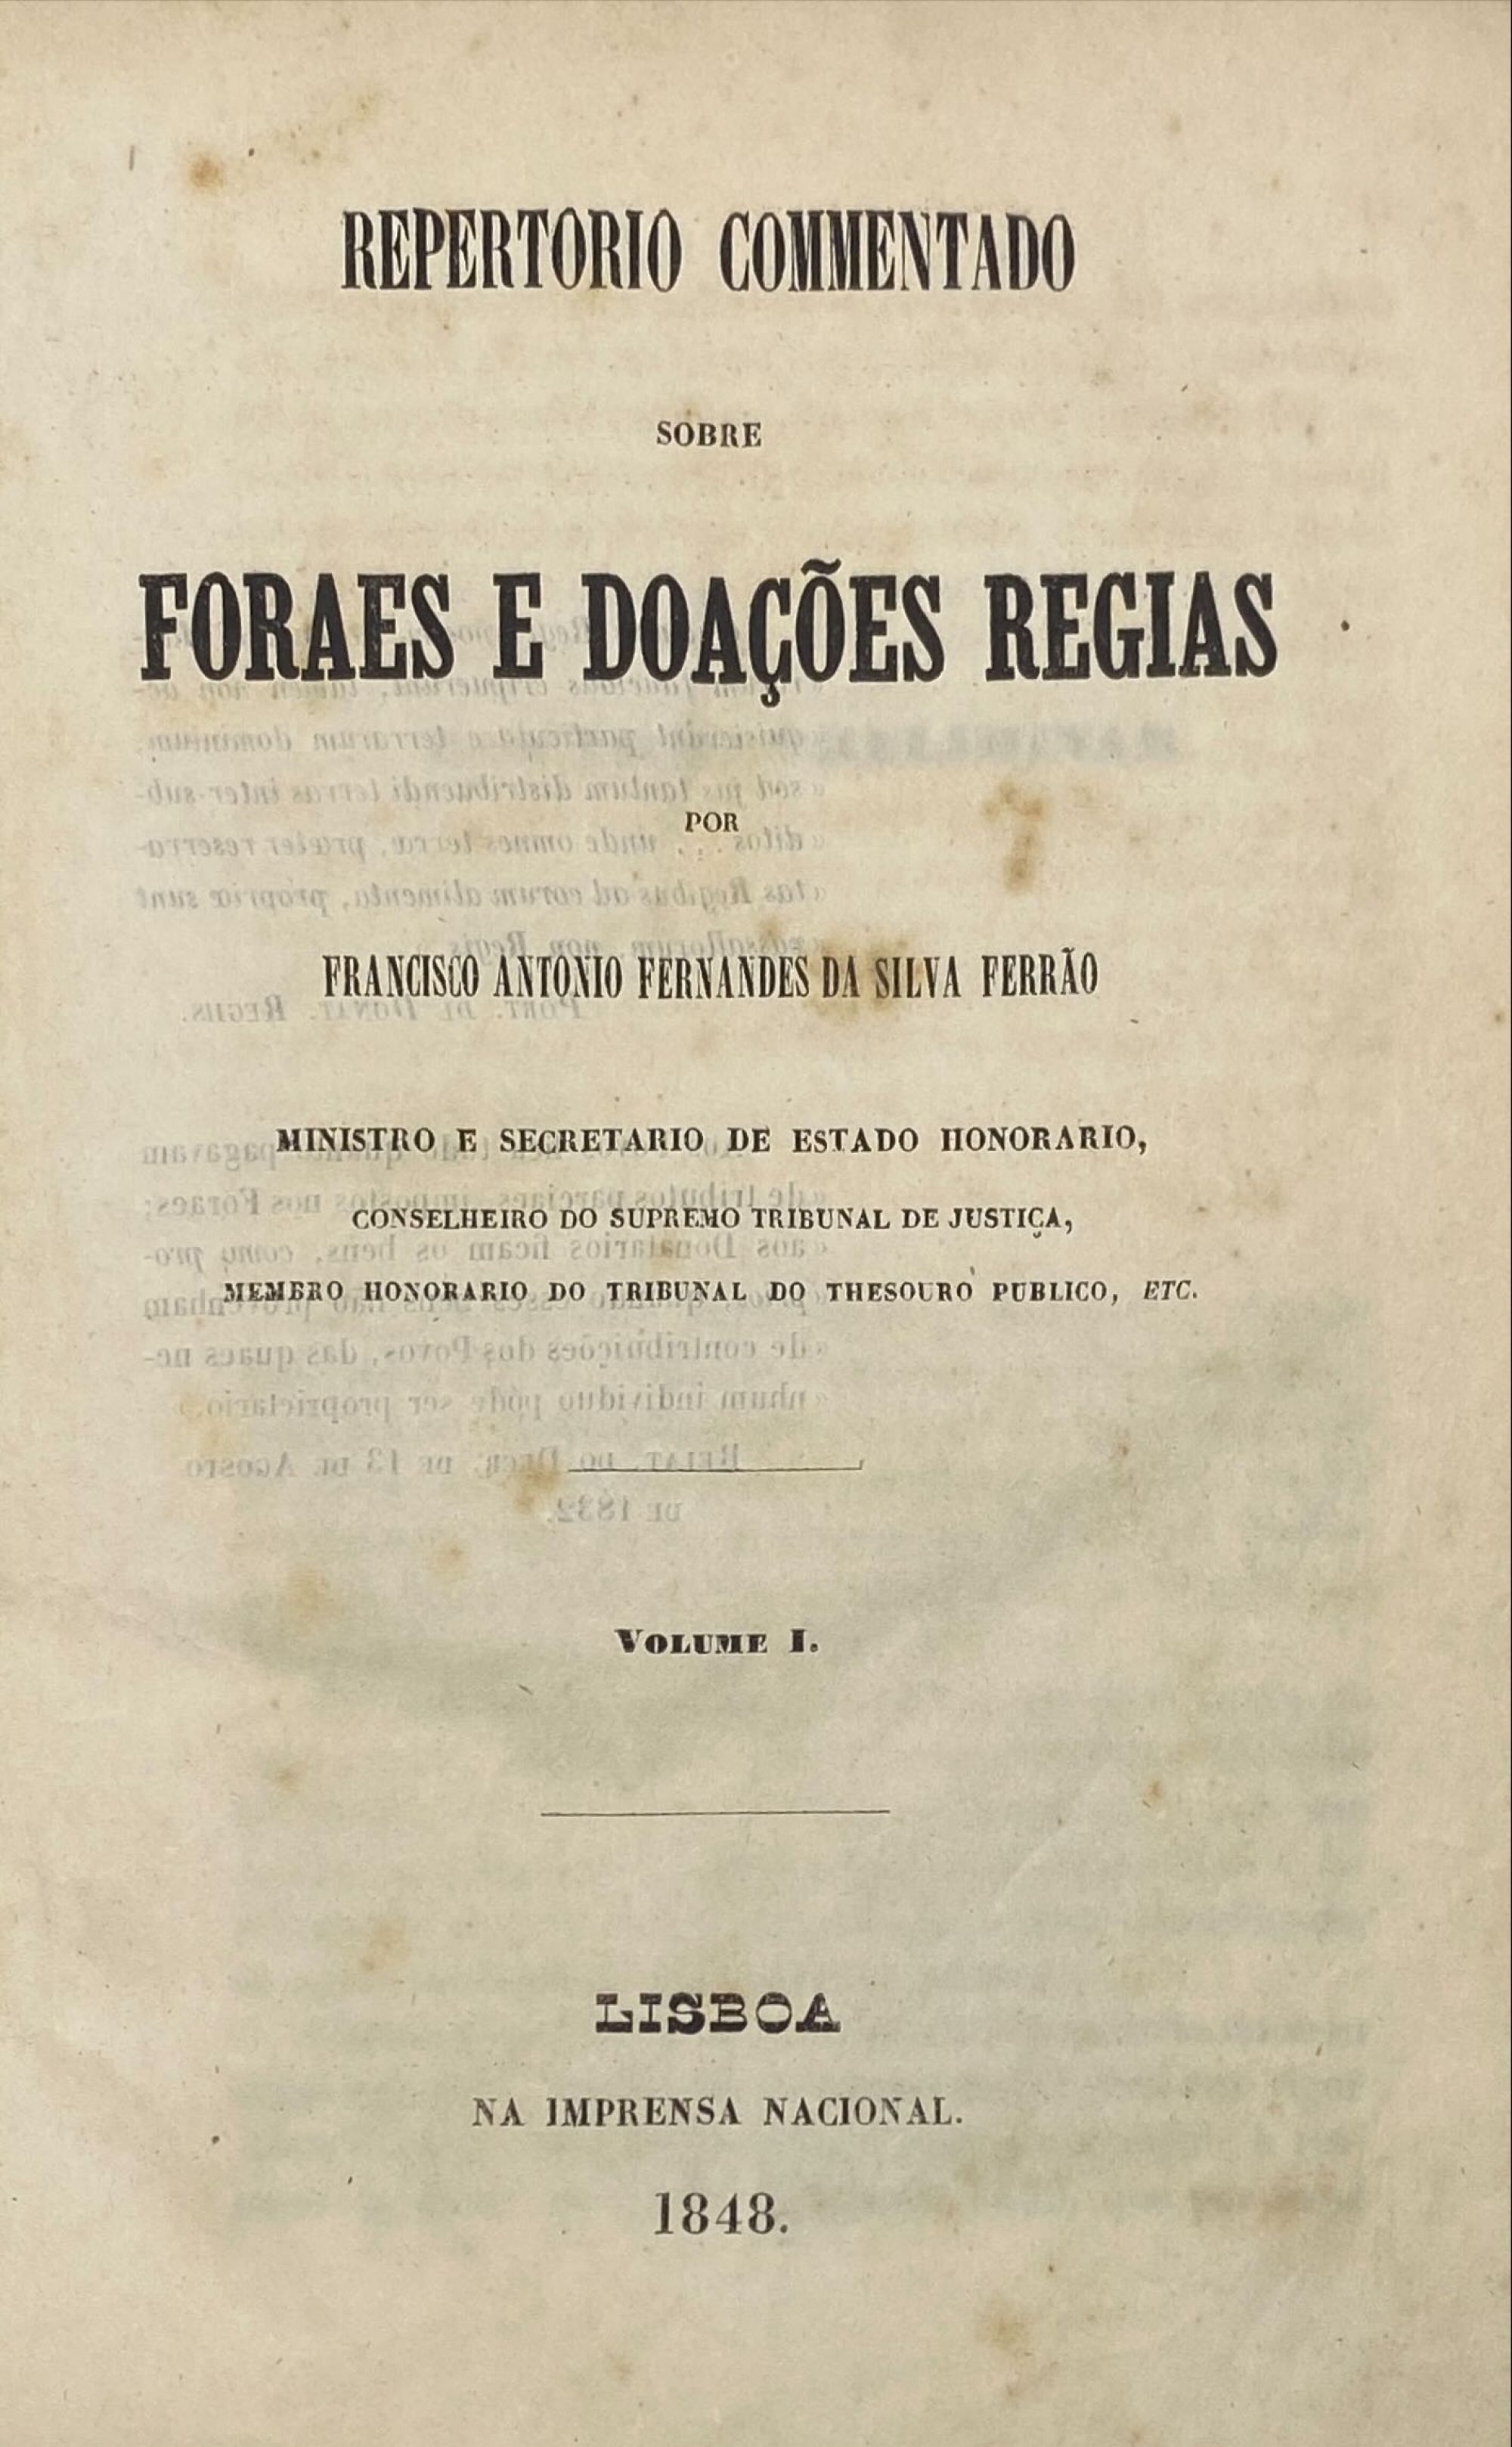 REPERTORIO COMMENTADO
SOBRE
FORAES E DOAÇÕES REGIAS
POR
FRANCISCO ANTONIO FERNANDES DA SILVA FERRÃO
MINISTRO E SECRETARIO DE ESTADO HONORARIO,
CONSELHEIRO DO SUPREMO TRIBUNAL DE JUSTIÇA,
MEMBRO HONORARIO DO TRIBUNAL DO THESOURO PUBLICO, ETC.
VOLUME I.
LISBOA
NA IMPRENSA NACIONAL.
1848.